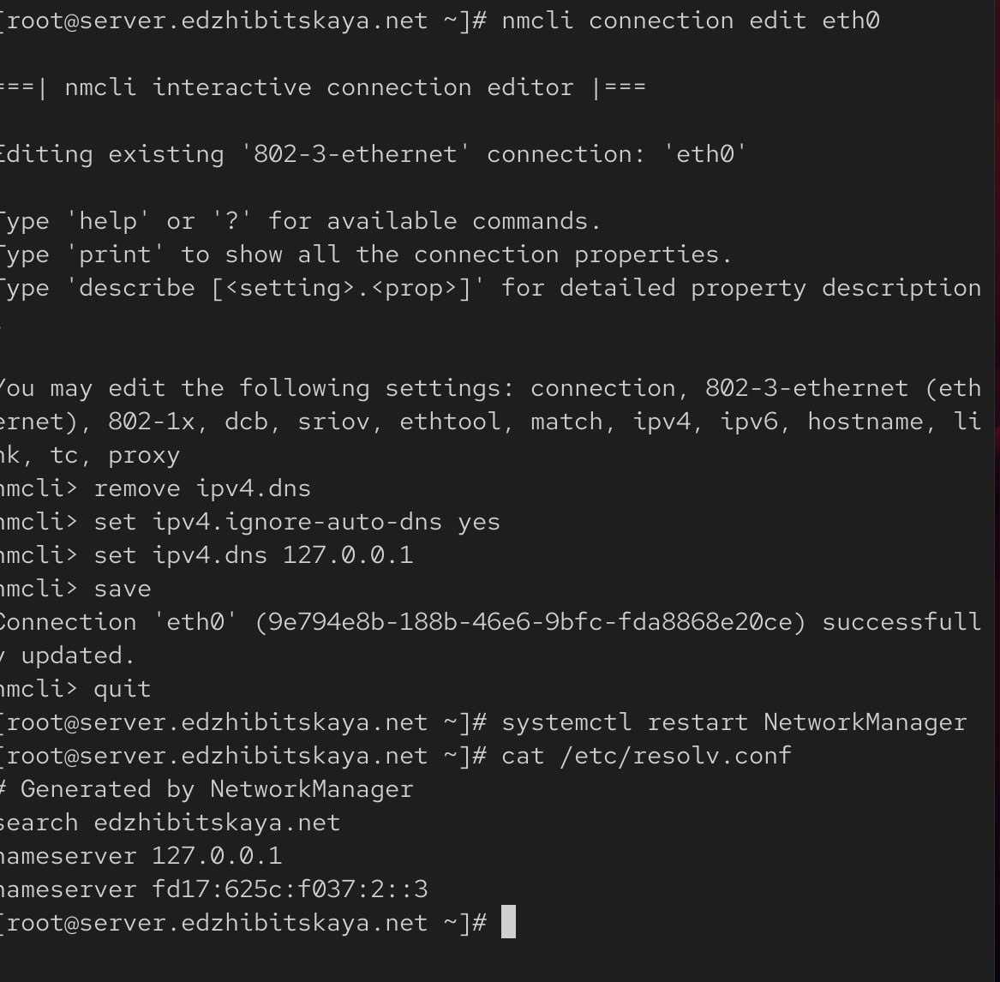 [root@server.edzhibitskaya.net ~]# nmcli connection edit eth0
===| nmcli interactive connection editor |===
Editing existing '802-3-ethernet' connection: 'eth0'
Type 'help' or '?' for available commands.
Type 'print' to show all the connection properties.
Type 'describe [<setting>.<prop>]' for detailed property description
.
You may edit the following settings: connection, 802-3-ethernet (eth
ernet), 802-1x, dcb, sriov, ethtool, match, ipv4, ipv6, hostname, li
nk, tc, proxy
nmcli> remove ipv4.dns
nmcli> set ipv4.ignore-auto-dns yes
nmcli> set ipv4.dns 127.0.0.1
nmcli> save
Connection 'eth0' (9e794e8b-188b-46e6-9bfc-fda8868e20ce) successfull
y updated.
nmcli> quit
[root@server.edzhibitskaya.net ~]# systemctl restart NetworkManager
[root@server.edzhibitskaya.net ~]# cat /etc/resolv.conf
# Generated by NetworkManager
search edzhibitskaya.net
nameserver 127.0.0.1
nameserver fd17:625c:f037:2::3
[root@server.edzhibitskaya.net ~]#